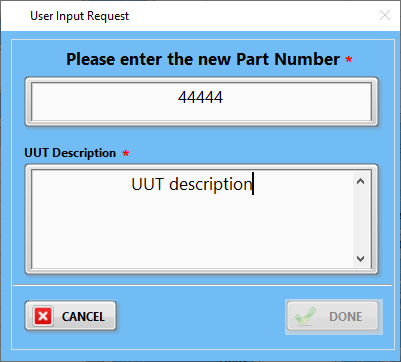 User Input Request
Please enter the new Part Number *
44444
UUT Description *
UUT description
CANCEL
DONE